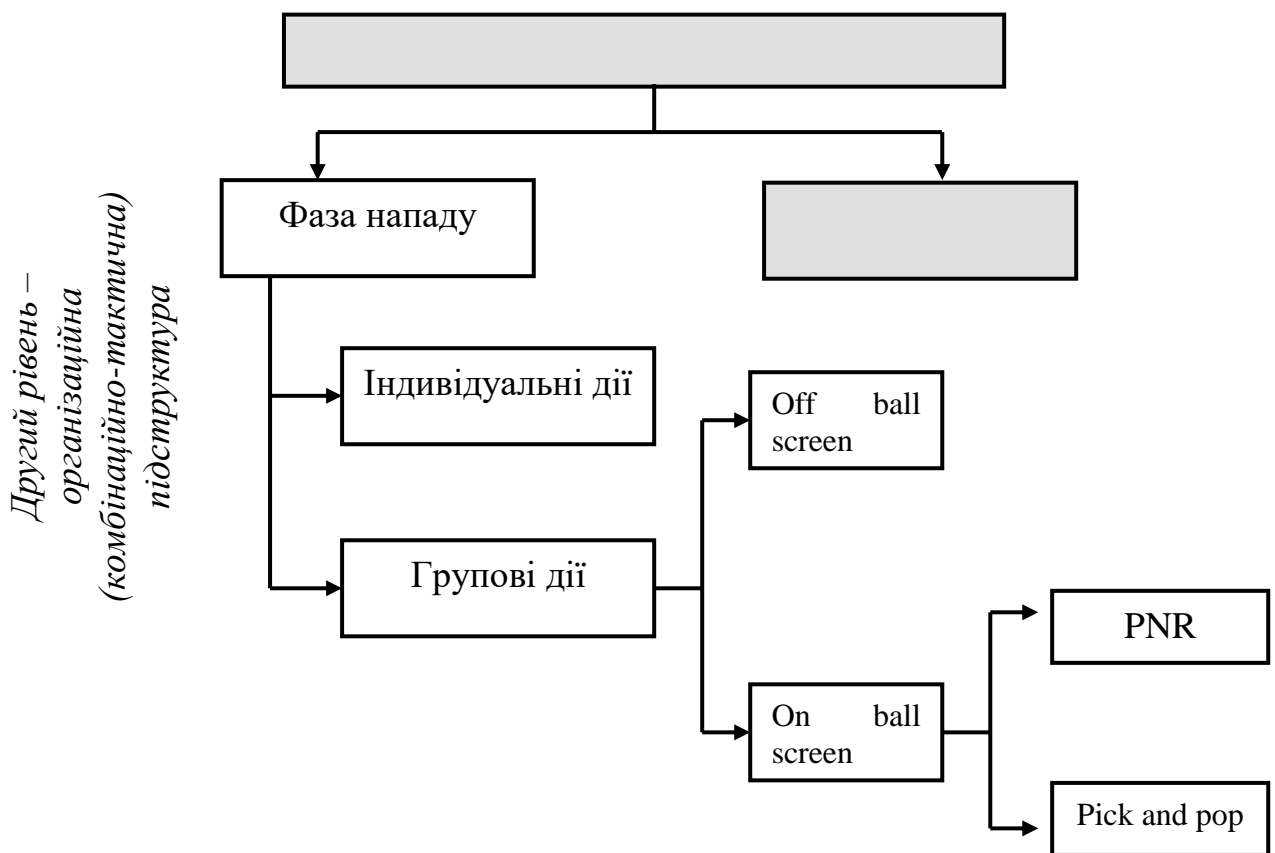 Другий рівень –
організаційна
(комбінаційно-тактична)
підструктура
Фаза нападу
Індивідуальні дії
Off ball
screen
Групові дії
PNR
On ball
screen
Pick and pop